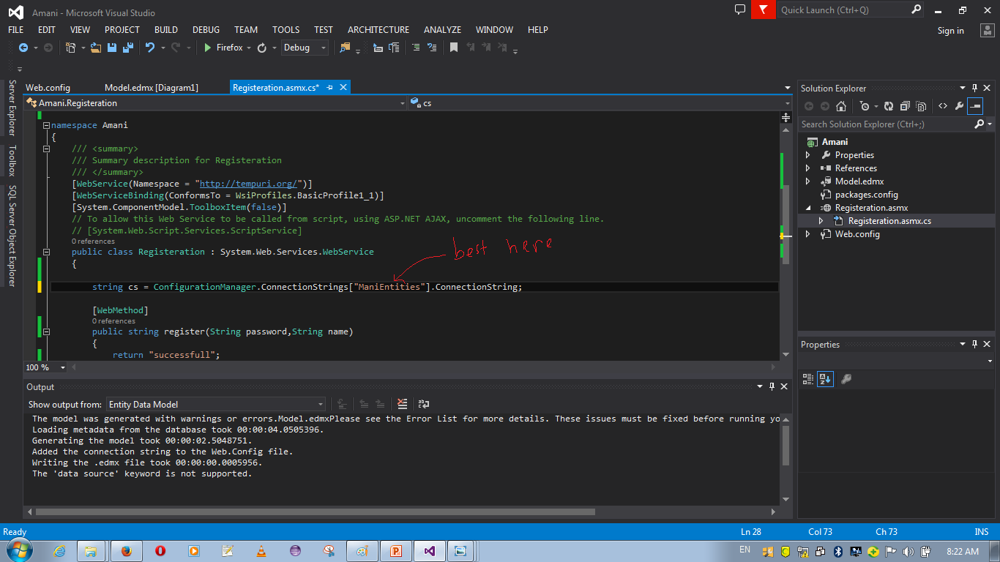 Amani - Microsoft Visual Studio
Quick Launch (Ctrl+Q)
FILE EDIT VIEW PROJECT BUILD DEBUG TEAM TOOLS TEST ARCHITECTURE ANALYZE WINDOW HELP
Sign in
Firefox Debug
Server Explorer
Toolbox
SQL Server Object Explorer
Web.config Model.edmx [Diagram1] Registeration.asmx.cs*
Amani.Registeration cs
namespace Amani
{
/// <summary>
/// Summary description for Registeration
/// </summary>
[WebService(Namespace = "http://tempuri.org/")]
[WebServiceBinding(ConformsTo = WsiProfiles.BasicProfile1_1)]
[System.ComponentModel.ToolboxItem(false)]
// To allow this Web Service to be called from script, using ASP.NET AJAX, uncomment the following line.
// [System.Web.Script.Services.ScriptService]
0 references
best here
public class Registeration : System.Web.Services.WebService
{
string cs = ConfigurationManager.ConnectionStrings["ManiEntities"].ConnectionString;
[WebMethod]
0 references
public string register(String password,String name)
{
return "successfull";
100 %
Output
Show output from: Entity Data Model
The model was generated with warnings or errors.Model.edmxPlease see the Error List for more details. These issues must be fixed before running yo
Loading metadata from the database took 00:00:04.0505396.
Generating the model took 00:00:02.5048751.
Added the connection string to the Web.Config file.
Writing the .edmx file took 00:00:00.0005956.
The 'data source' keyword is not supported.
Solution Explorer
Search Solution Explorer (Ctrl+;)
Amani
Properties
References
Model.edmx
packages.config
Registeration.asmx
Registeration.asmx.cs
Web.config
Properties
Ready Ln 28 Col 73 Ch 73 INS
EN 8:22 AM